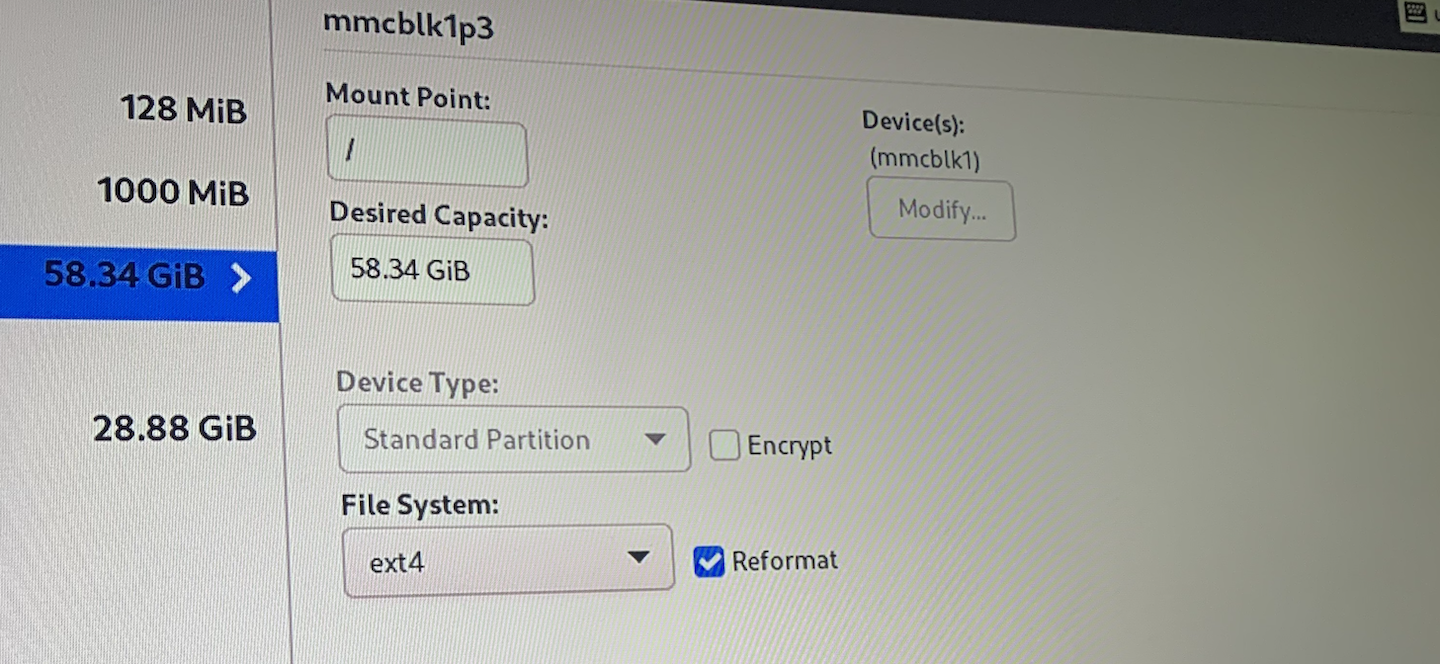 mmcblk1p3
128 MiB
1000 MiB
58.34 GiB
28.88 GiB
Mount Point:
/
Desired Capacity:
58.34 GiB
Device(s):
(mmcblk1)
Modify...
Device Type:
Standard Partition
Encrypt
File System:
ext4
Reformat